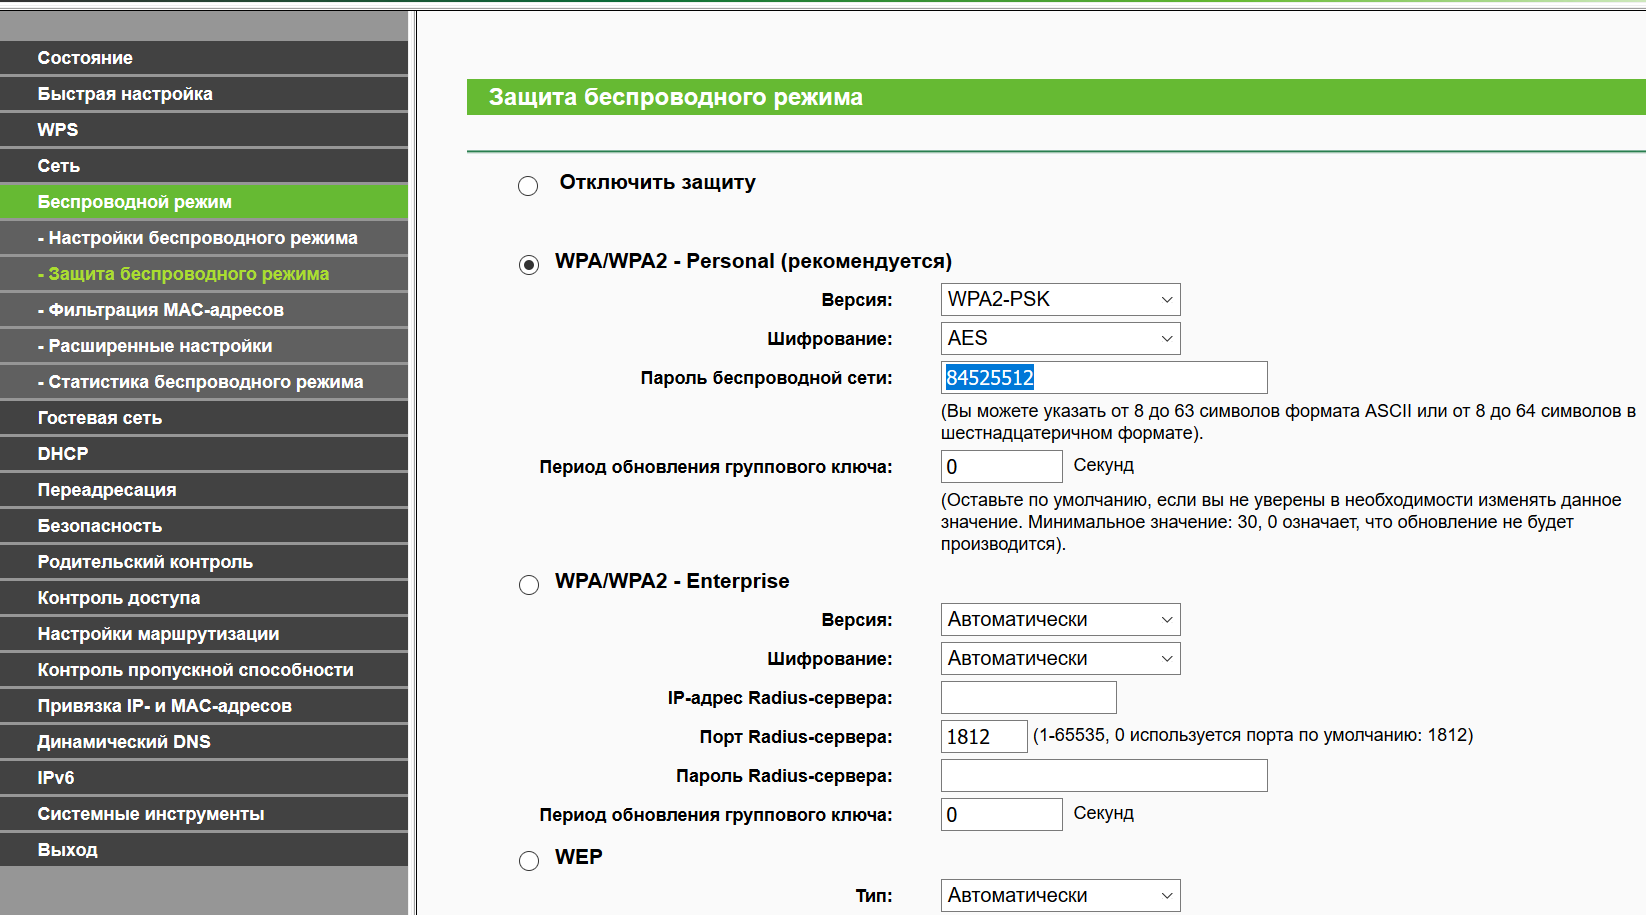 Состояние
Быстрая настройка
WPS
Сеть
Беспроводной режим
- Настройки беспроводного режима
- Защита беспроводного режима
- Фильтрация MAC-адресов
- Расширенные настройки
- Статистика беспроводного режима
Гостевая сеть
DHCP
Переадресация
Безопасность
Родительский контроль
Контроль доступа
Настройки маршрутизации
Контроль пропускной способности
Привязка IP- и MAC-адресов
Динамический DNS
IPv6
Системные инструменты
Выход
Защита беспроводного режима
Отключить защиту
WPA/WPA2 - Personal (рекомендуется)
Версия: WPA2-PSK
Шифрование: AES
Пароль беспроводной сети: 84525512
(Вы можете указать от 8 до 63 символов формата ASCII или от 8 до 64 символов в
шестнадцатеричном формате).
Период обновления группового ключа: 0 Секунд
(Оставьте по умолчанию, если вы не уверены в необходимости изменять данное
значение. Минимальное значение: 30, 0 означает, что обновление не будет
производится).
WPA/WPA2 - Enterprise
Версия: Автоматически
Шифрование: Автоматически
IP-адрес Radius-сервера:
Порт Radius-сервера: 1812 (1-65535, 0 используется порта по умолчанию: 1812)
Пароль Radius-сервера:
Период обновления группового ключа: 0 Секунд
WEP
Тип: Автоматически